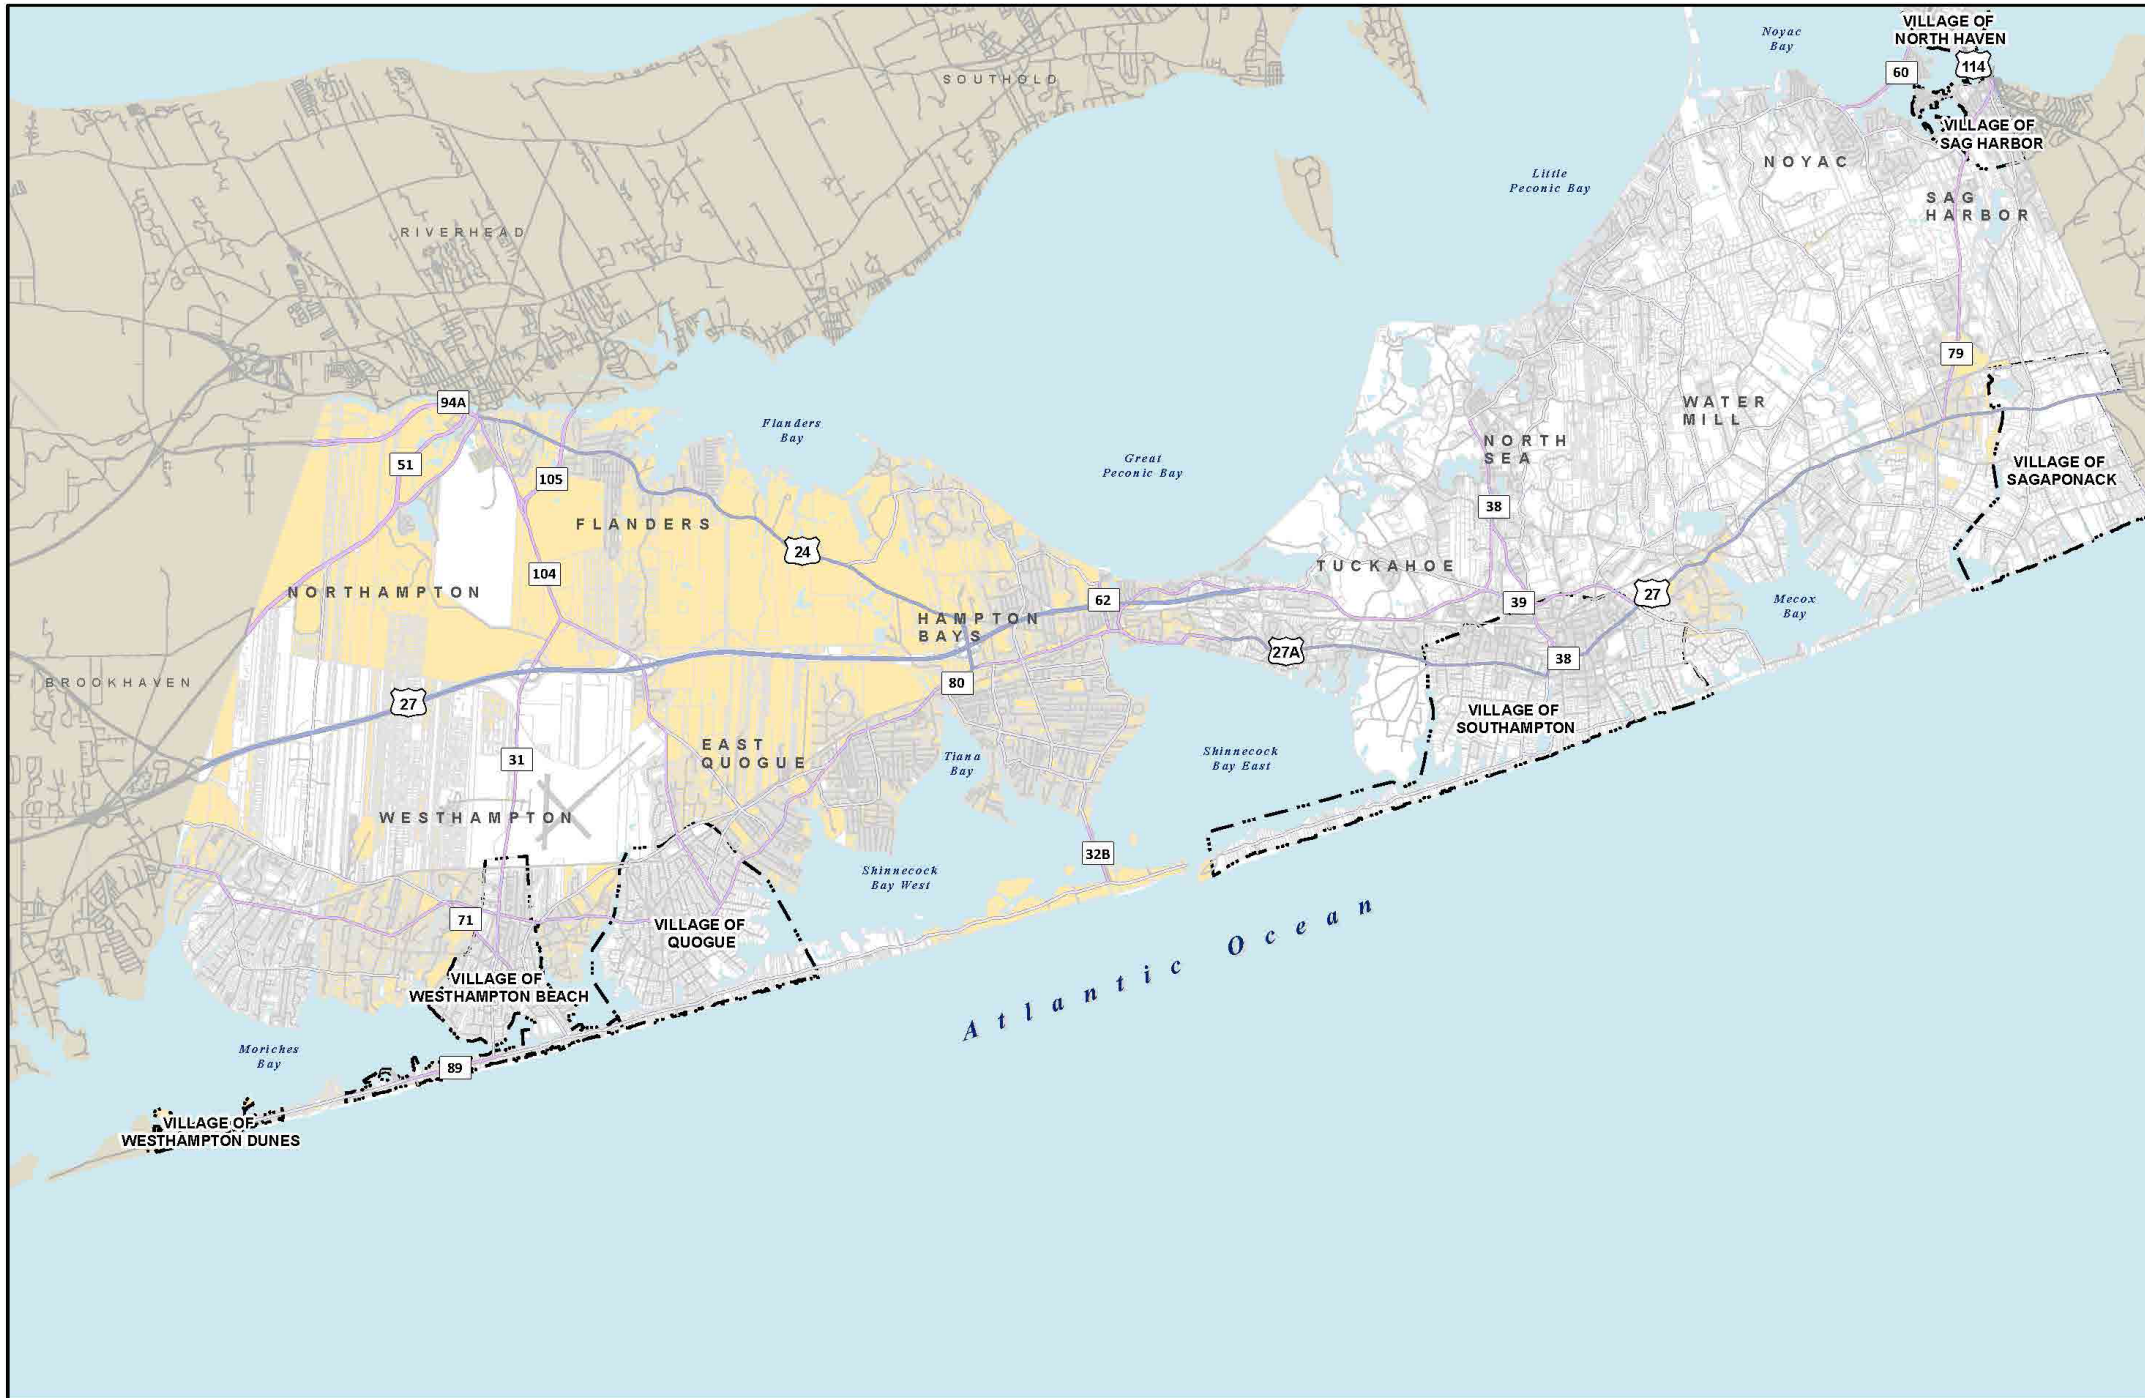 VILLAGE OF
NORTH HAVEN
Noyac
Bay
114
60
SOUTHOLD
VILLAGE OF
SAG HARBOR
NOYAC
Little
Peconic Bay
SAG
HARBOR
RIVERHEAD
79
94A
WATER
MILL
Flanders
Bay
NORTH
SEA
Great
Peconic Bay
51
105
VILLAGE OF
SAGAPONACK
38
FLANDERS
24
TUCKAHOE
104
NORTHAMPTON
62
39
27
Mecox
Bay
HAMPTON
BAYS
27A
38
BROOKHAVEN
80
27
VILLAGE OF
SOUTHAMPTON
EAST
QUOGUE
Tiana
Bay
Shinnecock
Bay East
31
WESTHAMPTON
32B
Shinnecock
Bay West
71
VILLAGE OF
QUOGUE
Atlantic Ocean
VILLAGE OF
WESTHAMPTON BEACH
Moriches
Bay
89
VILLAGE OF
WESTHAMPTON DUNES